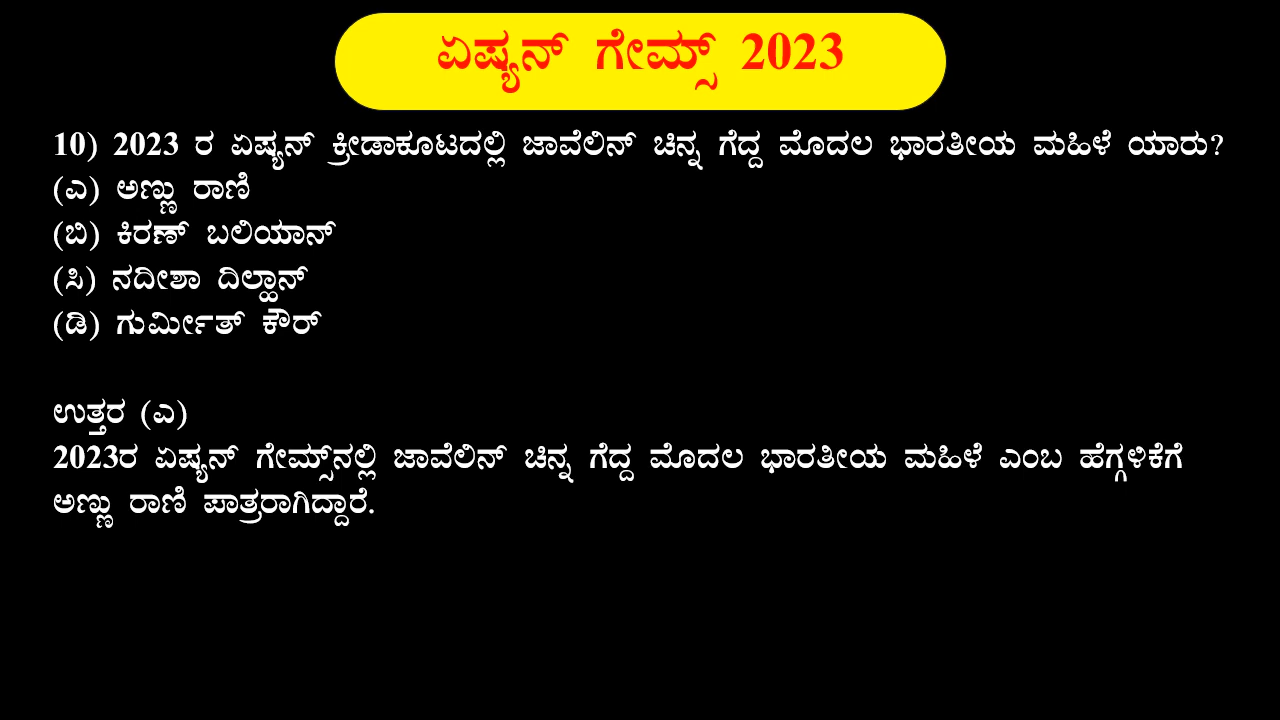 ಏಷ್ಯನ್ ಗೇಮ್ಸ್ 2023
10) 2023 ರ ಏಷ್ಯನ್ ಕ್ರೀಡಾಕೂಟದಲ್ಲಿ ಜಾವೆಲಿನ್ ಚಿನ್ನ ಗೆದ್ದ ಮೊದಲ ಭಾರತೀಯ ಮಹಿಳೆ ಯಾರು?
(ಎ) ಅಣ್ಣು ರಾಣಿ
(ಬಿ) ಕಿರಣ್ ಬಲಿಯಾನ್
(ಸಿ) ನದೀಶಾ ದಿಲ್ಹಾನ್
(ಡಿ) ಗುರ್ಮೀತ್ ಕೌರ್
ಉತ್ತರ (ಎ)
2023ರ ಏಷ್ಯನ್ ಗೇಮ್ಸ್‌ನಲ್ಲಿ ಜಾವೆಲಿನ್ ಚಿನ್ನ ಗೆದ್ದ ಮೊದಲ ಭಾರತೀಯ ಮಹಿಳೆ ಎಂಬ ಹೆಗ್ಗಳಿಕೆಗೆ
ಅಣ್ಣು ರಾಣಿ ಪಾತ್ರರಾಗಿದ್ದಾರೆ.